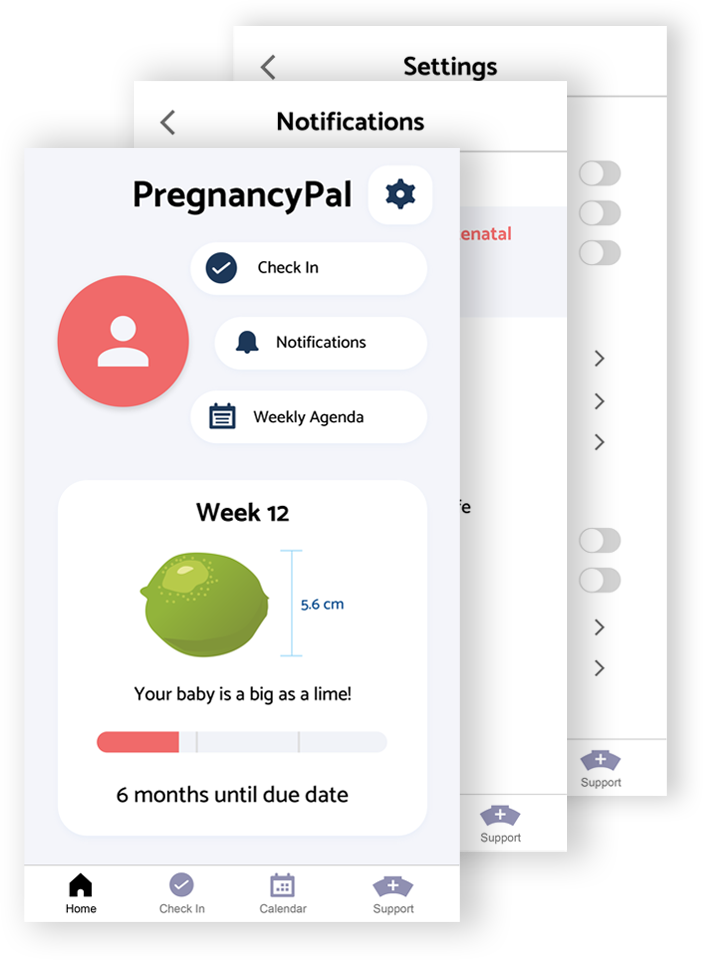 Settings
Notifications
enatal
fe
PregnancyPal
Check In
Notifications
Weekly Agenda
Week 12
5.6 cm
Your baby is a big as a lime!
6 months until due date
Home
Check In
Calendar
Support
Support
Support